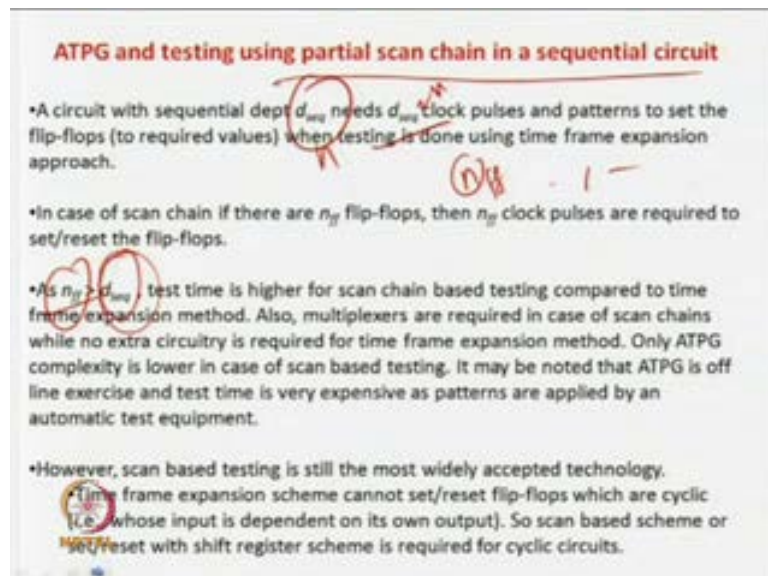 ATPG and testing using partial scan chain in a sequential circuit
•A circuit with sequential dept d_seq needs d_seq clock pulses and patterns to set the
flip-flops (to required values) when testing is done using time frame expansion
approach.
n
n ff . 1 –
•In case of scan chain if there are n_ff flip-flops, then n_ff clock pulses are required to
set/reset the flip-flops.
•As n_ff > d_seq, test time is higher for scan chain based testing compared to time
frame expansion method. Also, multiplexers are required in case of scan chains
while no extra circuitry is required for time frame expansion method. Only ATPG
complexity is lower in case of scan based testing. It may be noted that ATPG is off
line exercise and test time is very expensive as patterns are applied by an
automatic test equipment.
•However, scan based testing is still the most widely accepted technology.
•Time frame expansion scheme cannot set/reset flip-flops which are cyclic
(i.e., whose input is dependent on its own output). So scan based scheme or
set/reset with shift register scheme is required for cyclic circuits.